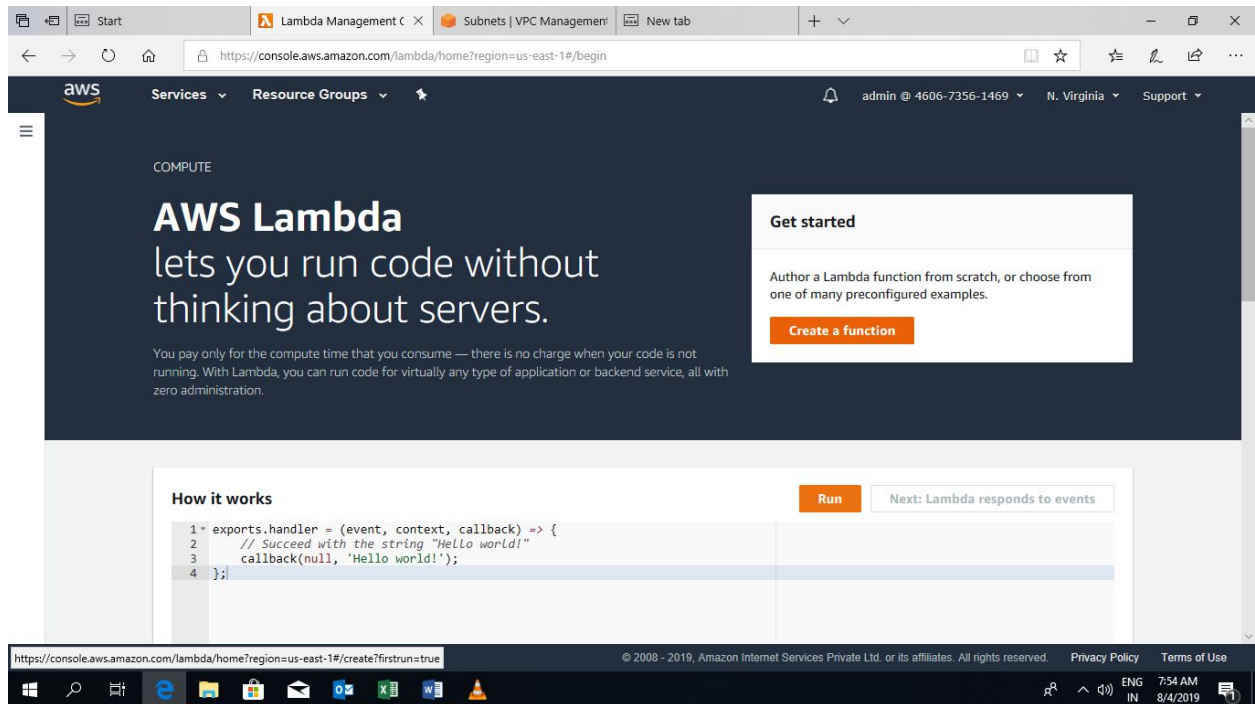 Start
Lambda Management C
Subnets | VPC Management
New tab
https://console.aws.amazon.com/lambda/home?region=us-east-1#/begin
aws
Services
Resource Groups
admin @ 4606-7356-1469
N. Virginia
Support
COMPUTE
AWS Lambda
lets you run code without
thinking about servers.
You pay only for the compute time that you consume — there is no charge when your code is not
running. With Lambda, you can run code for virtually any type of application or backend service, all with
zero administration.
Get started
Author a Lambda function from scratch, or choose from
one of many preconfigured examples.
Create a function
How it works
Run
Next: Lambda responds to events
1 exports.handler = (event, context, callback) => {
2 // Succeed with the string "Hello world!"
3 callback(null, 'Hello world!');
4 };
https://console.aws.amazon.com/lambda/home?region=us-east-1#/create?firstrun=true
© 2008 - 2019, Amazon Internet Services Private Ltd. or its affiliates. All rights reserved.
Privacy Policy
Terms of Use
ENG
IN
7:54 AM
8/4/2019
1